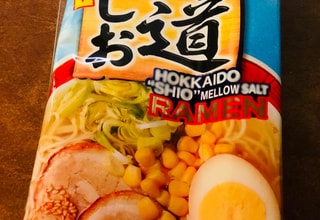 しお
道
HOKKAIDO
"SHIO" MELLOW SALT
RAMEN